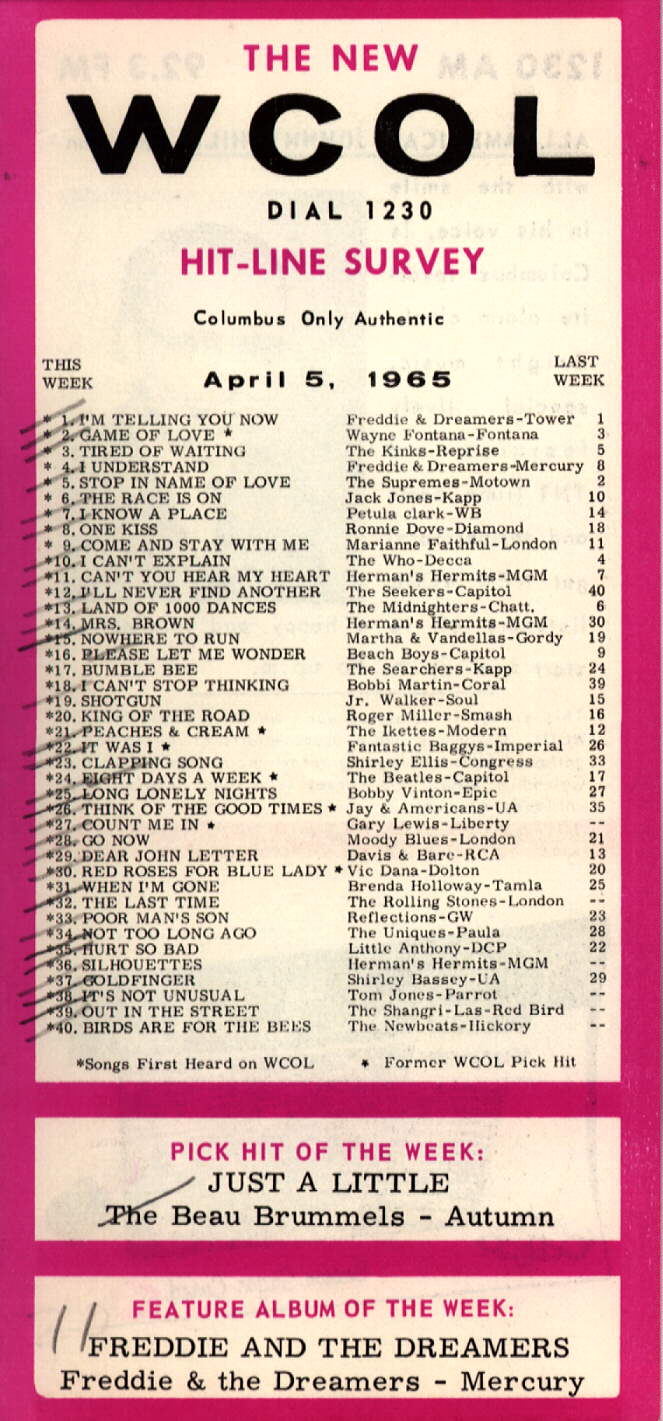 THE NEW
WCOL
DIAL 1230
HIT-LINE SURVEY
Columbus Only Authentic
THIS WEEK April 5, 1965 LAST WEEK
* 1. I'M TELLING YOU NOW Freddie & Dreamers-Tower 1
* 2. GAME OF LOVE ★ Wayne Fontana-Fontana 3
* 3. TIRED OF WAITING The Kinks-Reprise 5
* 4. I UNDERSTAND Freddie & Dreamers-Mercury 8
* 5. STOP IN NAME OF LOVE The Supremes-Motown 2
* 6. THE RACE IS ON Jack Jones-Kapp 10
* 7. I KNOW A PLACE Petula clark-WB 14
* 8. ONE KISS Ronnie Dove-Diamond 18
* 9. COME AND STAY WITH ME Marianne Faithful-London 11
*10. I CAN'T EXPLAIN The Who-Decca 4
*11. CAN'T YOU HEAR MY HEART Herman's Hermits-MGM 7
*12. I'LL NEVER FIND ANOTHER The Seekers-Capitol 40
*13. LAND OF 1000 DANCES The Midnighters-Chatt. 6
*14. MRS. BROWN Herman's Hermits-MGM 30
*15. NOWHERE TO RUN Martha & Vandellas-Gordy 19
*16. PLEASE LET ME WONDER Beach Boys-Capitol 9
*17. BUMBLE BEE The Searchers-Kapp 24
*18. I CAN'T STOP THINKING Bobbi Martin-Coral 39
*19. SHOTGUN Jr. Walker-Soul 15
*20. KING OF THE ROAD Roger Miller-Smash 16
*21. PEACHES & CREAM ★ The Ikettes-Modern 12
*22. IT WAS I ★ Fantastic Baggys-Imperial 26
*23. CLAPPING SONG Shirley Ellis-Congress 33
*24. EIGHT DAYS A WEEK ★ The Beatles-Capitol 17
*25. LONG LONELY NIGHTS Bobby Vinton-Epic 27
*26. THINK OF THE GOOD TIMES ★ Jay & Americans-UA 35
*27. COUNT ME IN ★ Gary Lewis-Liberty --
*28. GO NOW Moody Blues-London 21
*29. DEAR JOHN LETTER Davis & Bare-RCA 13
*30. RED ROSES FOR BLUE LADY ★ Vic Dana-Dolton 20
*31. WHEN I'M GONE Brenda Holloway-Tamla 25
*32. THE LAST TIME The Rolling Stones-London --
*33. POOR MAN'S SON Reflections-GW 23
*34. NOT TOO LONG AGO The Uniques-Paula 28
*35. HURT SO BAD Little Anthony-DCP 22
*36. SILHOUETTES Herman's Hermits-MGM --
*37. GOLDFINGER Shirley Bassey-UA 29
*38. IT'S NOT UNUSUAL Tom Jones-Parrot --
*39. OUT IN THE STREET The Shangri-Las-Red Bird --
*40. BIRDS ARE FOR THE BEES The Newbeats-Hickory --
*Songs First Heard on WCOL ★ Former WCOL Pick Hit
PICK HIT OF THE WEEK:
JUST A LITTLE
The Beau Brummels - Autumn
FEATURE ALBUM OF THE WEEK:
FREDDIE AND THE DREAMERS
Freddie & the Dreamers - Mercury